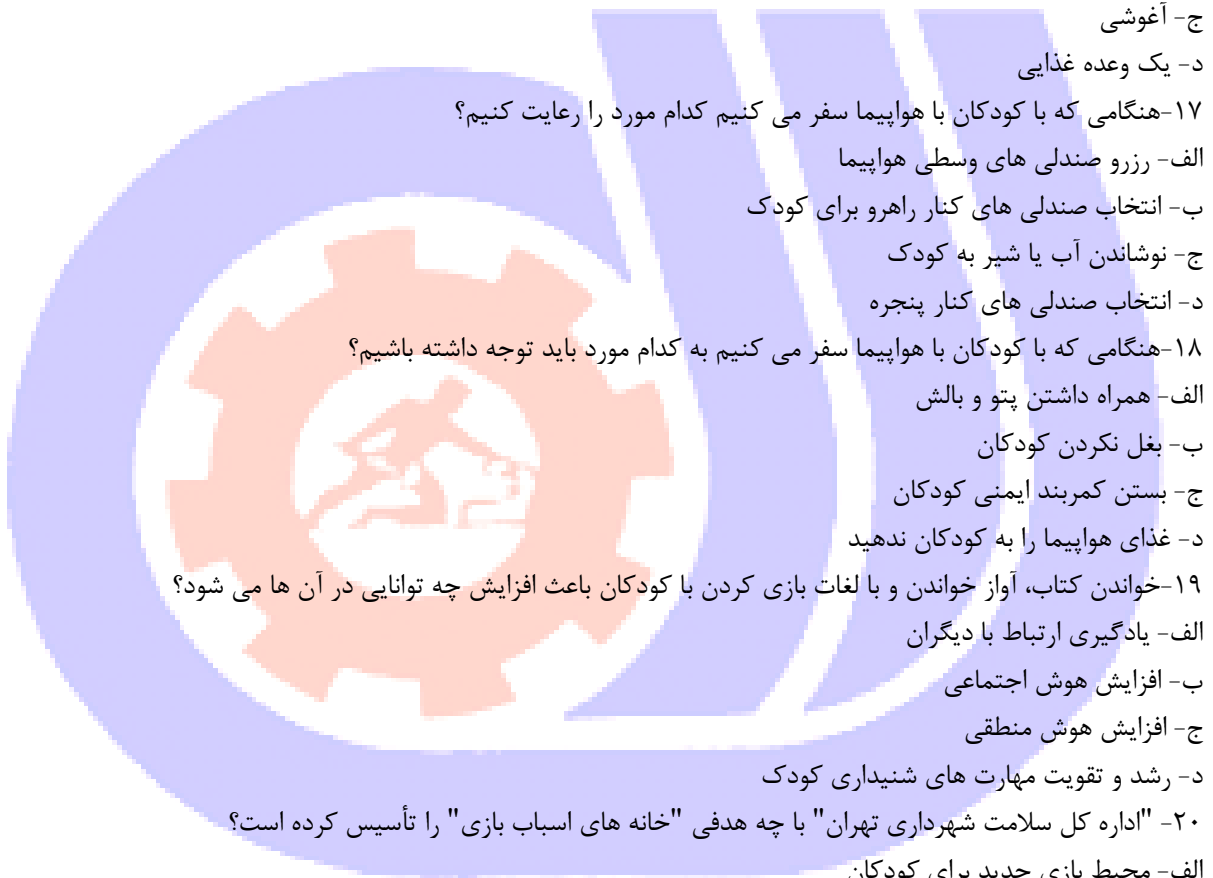 ج- آغوشی
د- یک وعده غذایی
۱۷-هنگامی که با کودکان با هواپیما سفر می کنیم کدام مورد را رعایت کنیم؟
الف- رزرو صندلی های وسطی هواپیما
ب- انتخاب صندلی های کنار راهرو برای کودک
ج- نوشاندن آب یا شیر به کودک
د- انتخاب صندلی های کنار پنجره
۱۸-هنگامی که با کودکان با هواپیما سفر می کنیم به کدام مورد باید توجه داشته باشیم؟
الف- همراه داشتن پتو و بالش
ب- بغل نکردن کودکان
ج- بستن کمربند ایمنی کودکان
د- غذای هواپیما را به کودکان ندهید
۱۹-خواندن کتاب، آواز خواندن و با لغات بازی کردن با کودکان باعث افزایش چه توانایی در آن ها می شود؟
الف- یادگیری ارتباط با دیگران
ب- افزایش هوش اجتماعی
ج- افزایش هوش منطقی
د- رشد و تقویت مهارت های شنیداری کودک
۲۰- "اداره کل سلامت شهرداری تهران" با چه هدفی "خانه های اسباب بازی" را تأسیس کرده است؟
الف- محیط بازی جدید برای کودکان